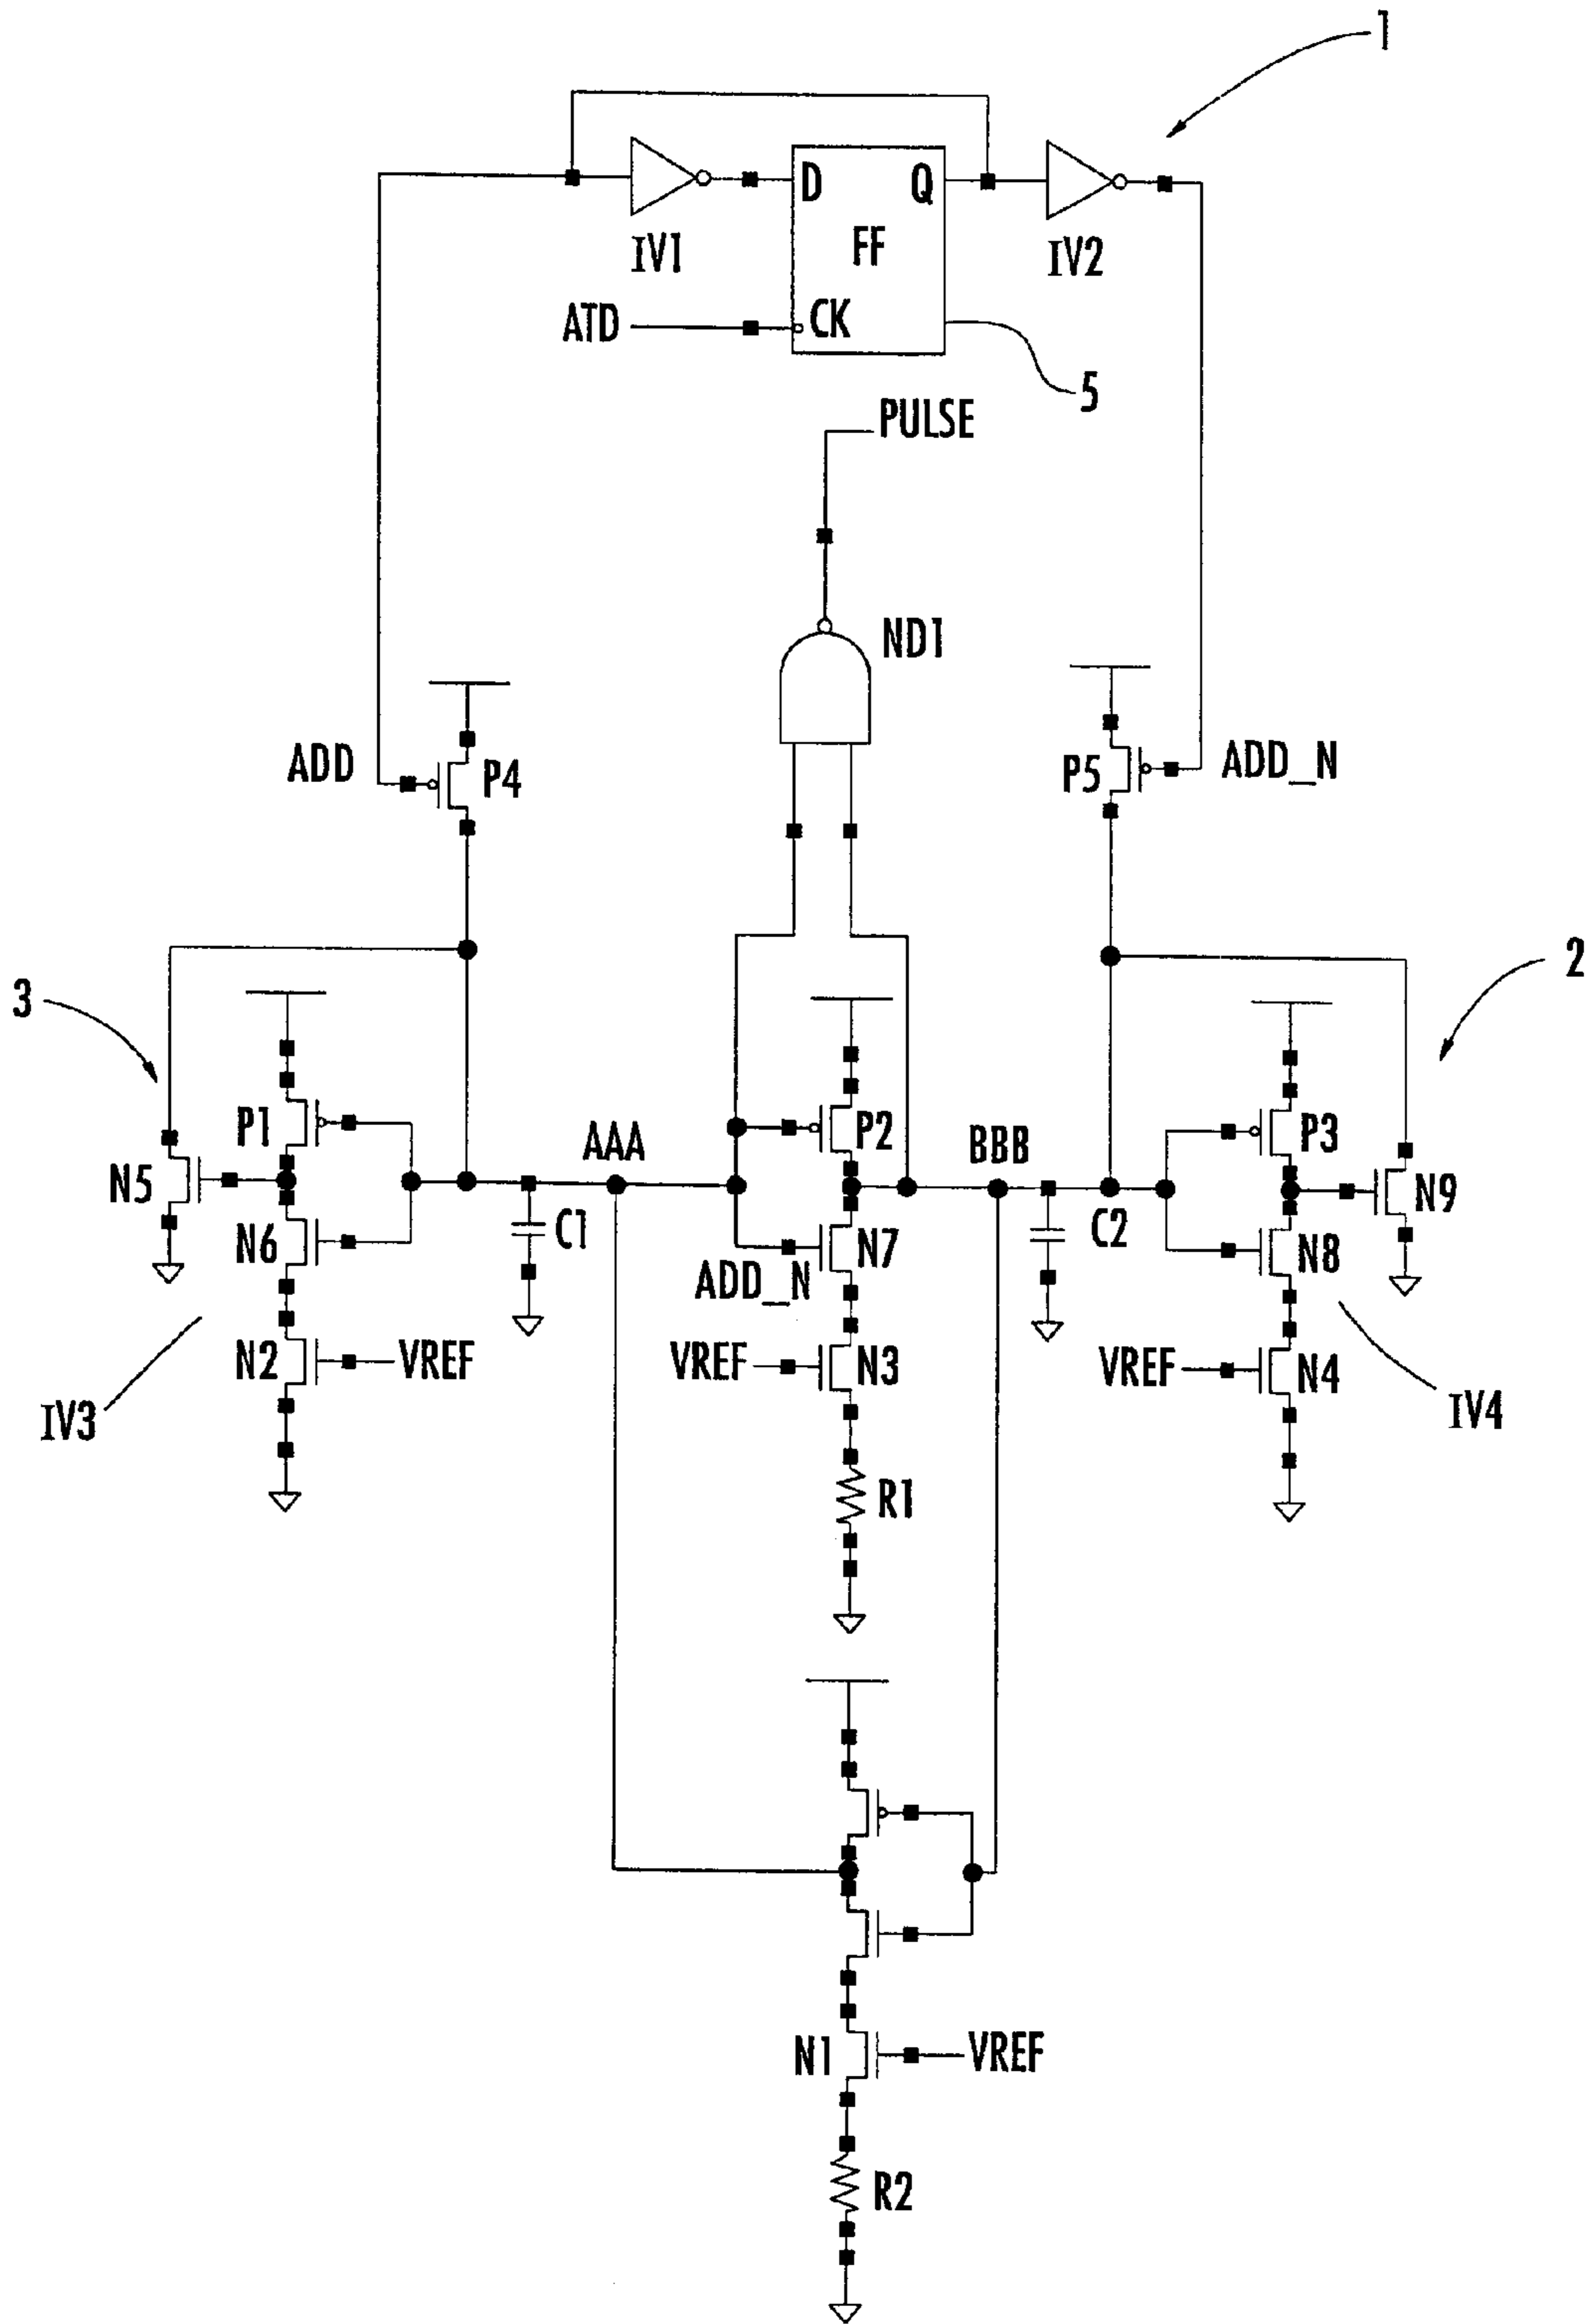 1
D
Q
FF
IV1
IV2
ATD
CK
5
PULSE
ND1
ADD
P4
P5
ADD_N
3
2
P1
AAA
P2
BBB
P3
N5
N9
N6
C1
N7
C2
N8
ADD_N
N2
VREF
VREF
N3
VREF
N4
IV3
IV4
R1
N1
VREF
R2